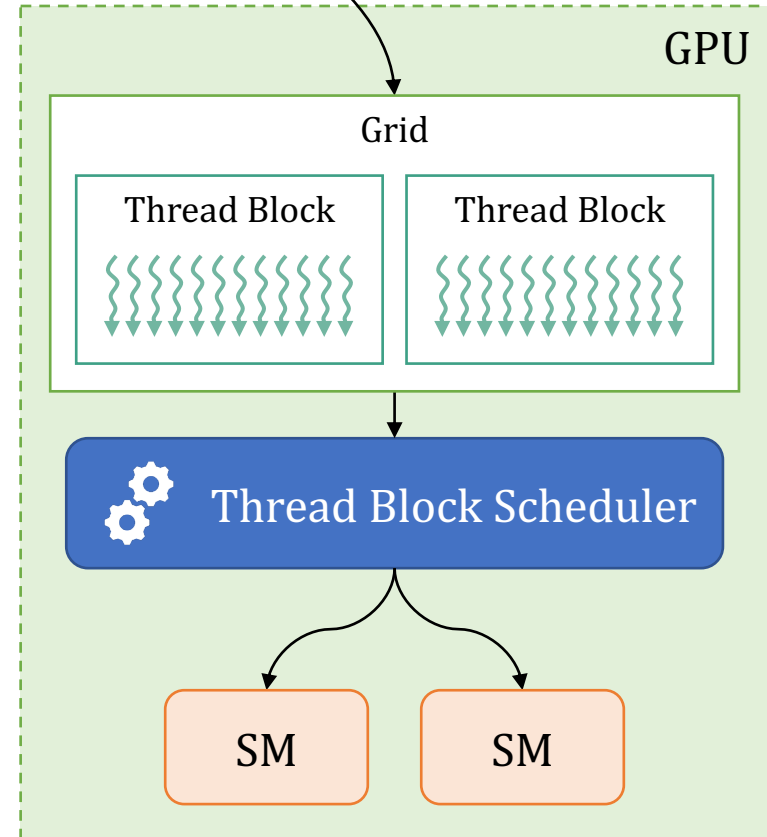 GPU
Grid
Thread Block
Thread Block
Thread Block Scheduler
SM
SM